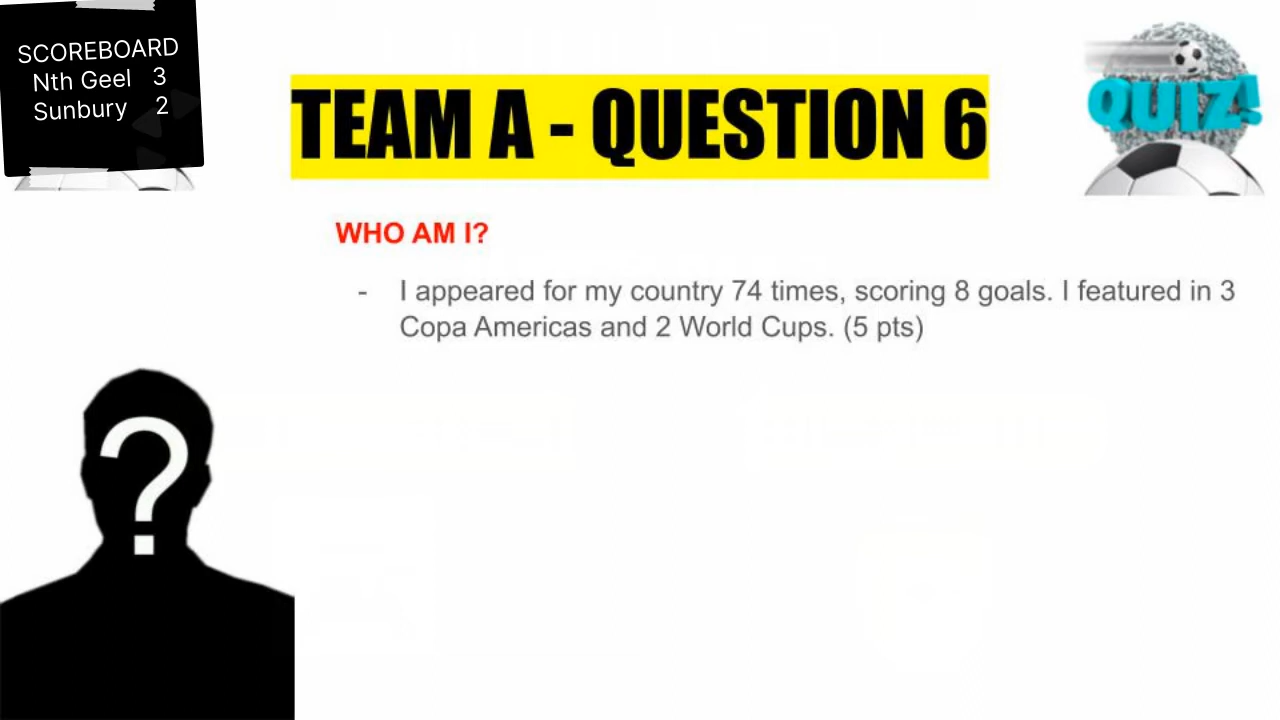 SCOREBOARD
Nth Geel 3
Sunbury 2
TEAM A - QUESTION 6
QUIZ!
WHO AM I?
- I appeared for my country 74 times, scoring 8 goals. I featured in 3
Copa Americas and 2 World Cups. (5 pts)
?